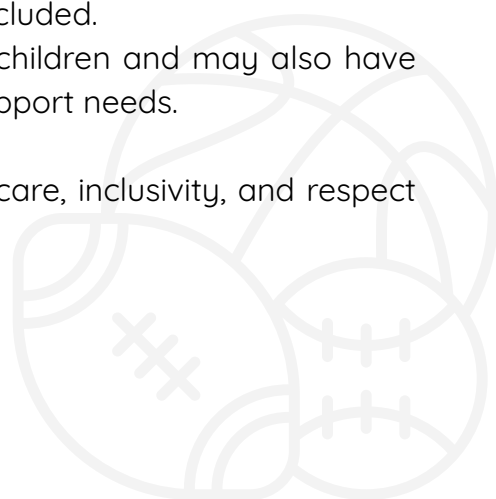 cluded.
children and may also have
pport needs.
care, inclusivity, and respect